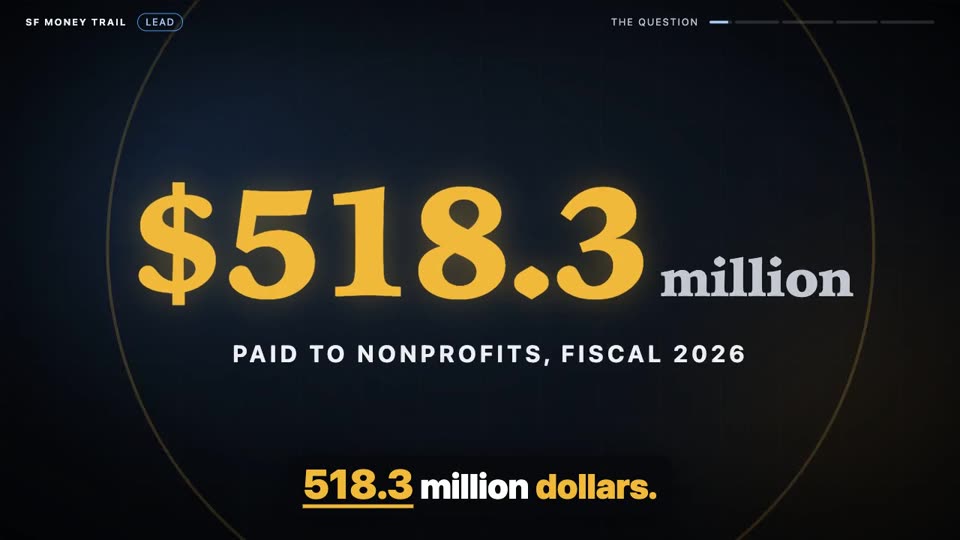 SF MONEY TRAIL LEAD THE QUESTION
$518.3 million
PAID TO NONPROFITS, FISCAL 2026
518.3 million dollars.